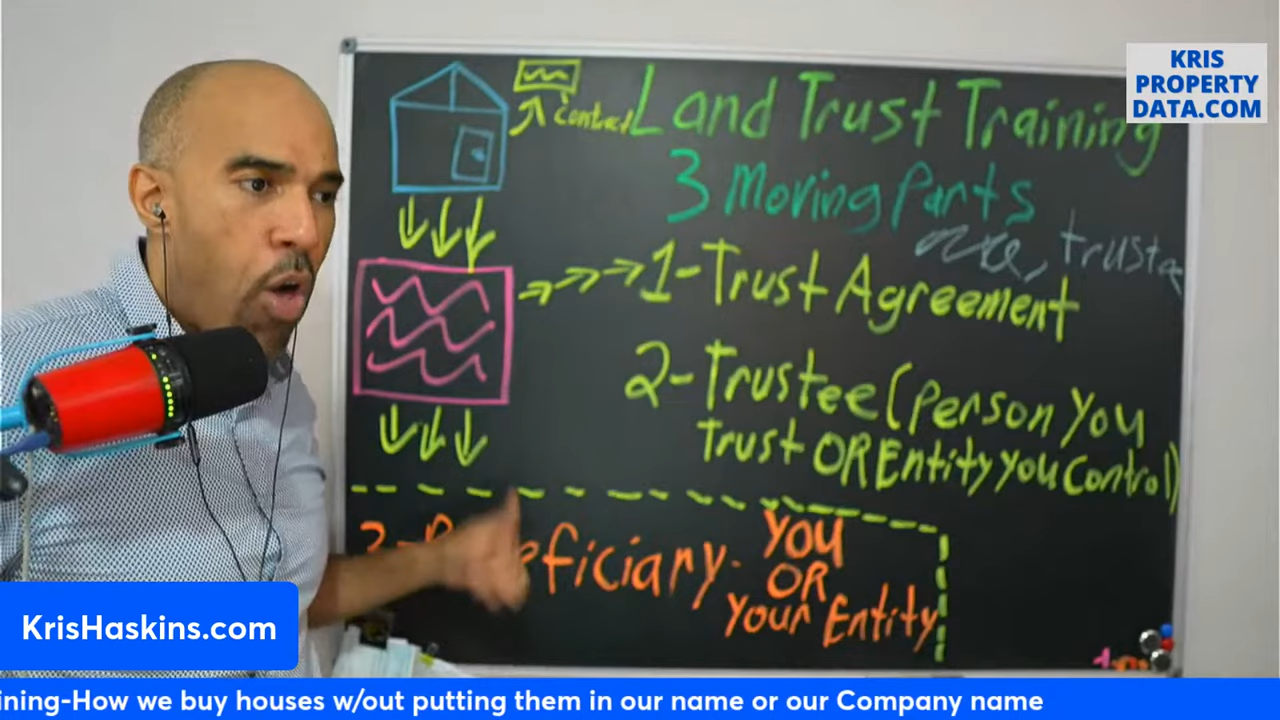 KRIS
PROPERTY
DATA.COM
Land Trust Training
contract
3 Moving Parts
trustee
1-Trust Agreement
2-Trustee (Person You
Trust OR Entity You Control)
3-Beneficiary-
YOU
OR
Your Entity
KrisHaskins.com
ining-How we buy houses w/out putting them in our name or our Company name